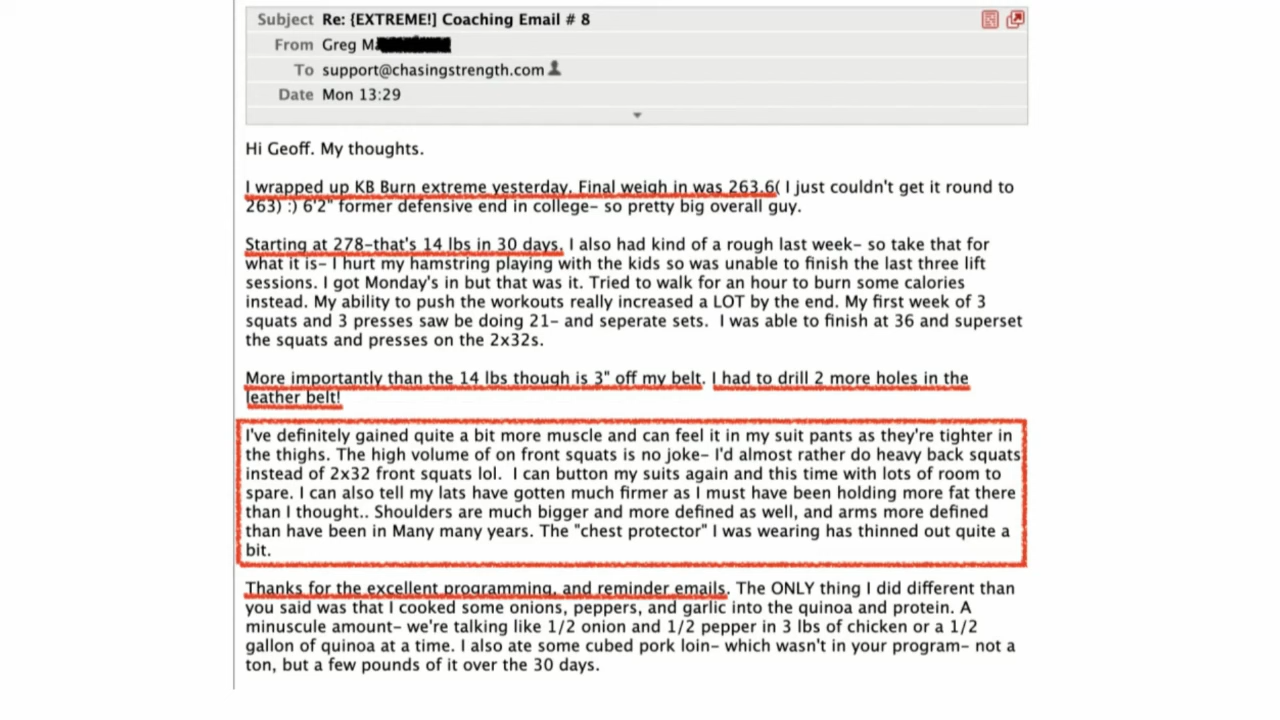 Subject Re: {EXTREME!] Coaching Email # 8
From Greg M
To support@chasingstrength.com
Date Mon 13:29
Hi Geoff. My thoughts.
I wrapped up KB Burn extreme yesterday. Final weigh in was 263.6( I just couldn't get it round to
263) :) 6'2" former defensive end in college- so pretty big overall guy.
Starting at 278-that's 14 lbs in 30 days. I also had kind of a rough last week- so take that for
what it is- I hurt my hamstring playing with the kids so was unable to finish the last three lift
sessions. I got Monday's in but that was it. Tried to walk for an hour to burn some calories
instead. My ability to push the workouts really increased a LOT by the end. My first week of 3
squats and 3 presses saw be doing 21- and seperate sets.  I was able to finish at 36 and superset
the squats and presses on the 2x32s.
More importantly than the 14 lbs though is 3" off my belt. I had to drill 2 more holes in the
leather belt!
I've definitely gained quite a bit more muscle and can feel it in my suit pants as they're tighter in
the thighs. The high volume of on front squats is no joke- I'd almost rather do heavy back squats
instead of 2x32 front squats lol.  I can button my suits again and this time with lots of room to
spare. I can also tell my lats have gotten much firmer as I must have been holding more fat there
than I thought.. Shoulders are much bigger and more defined as well, and arms more defined
than have been in Many many years. The "chest protector" I was wearing has thinned out quite a
bit.
Thanks for the excellent programming, and reminder emails. The ONLY thing I did different than
you said was that I cooked some onions, peppers, and garlic into the quinoa and protein. A
minuscule amount- we're talking like 1/2 onion and 1/2 pepper in 3 lbs of chicken or a 1/2
gallon of quinoa at a time. I also ate some cubed pork loin- which wasn't in your program- not a
ton, but a few pounds of it over the 30 days.